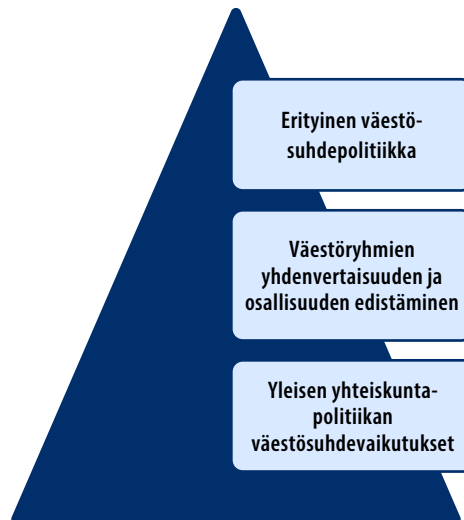 Erityinen väestö-
suhdepolitiikka
Väestöryhmien
yhdenvertaisuuden ja
osallisuuden edistäminen
Yleisen yhteiskunta-
politiikan
väestösuhdevaikutukset